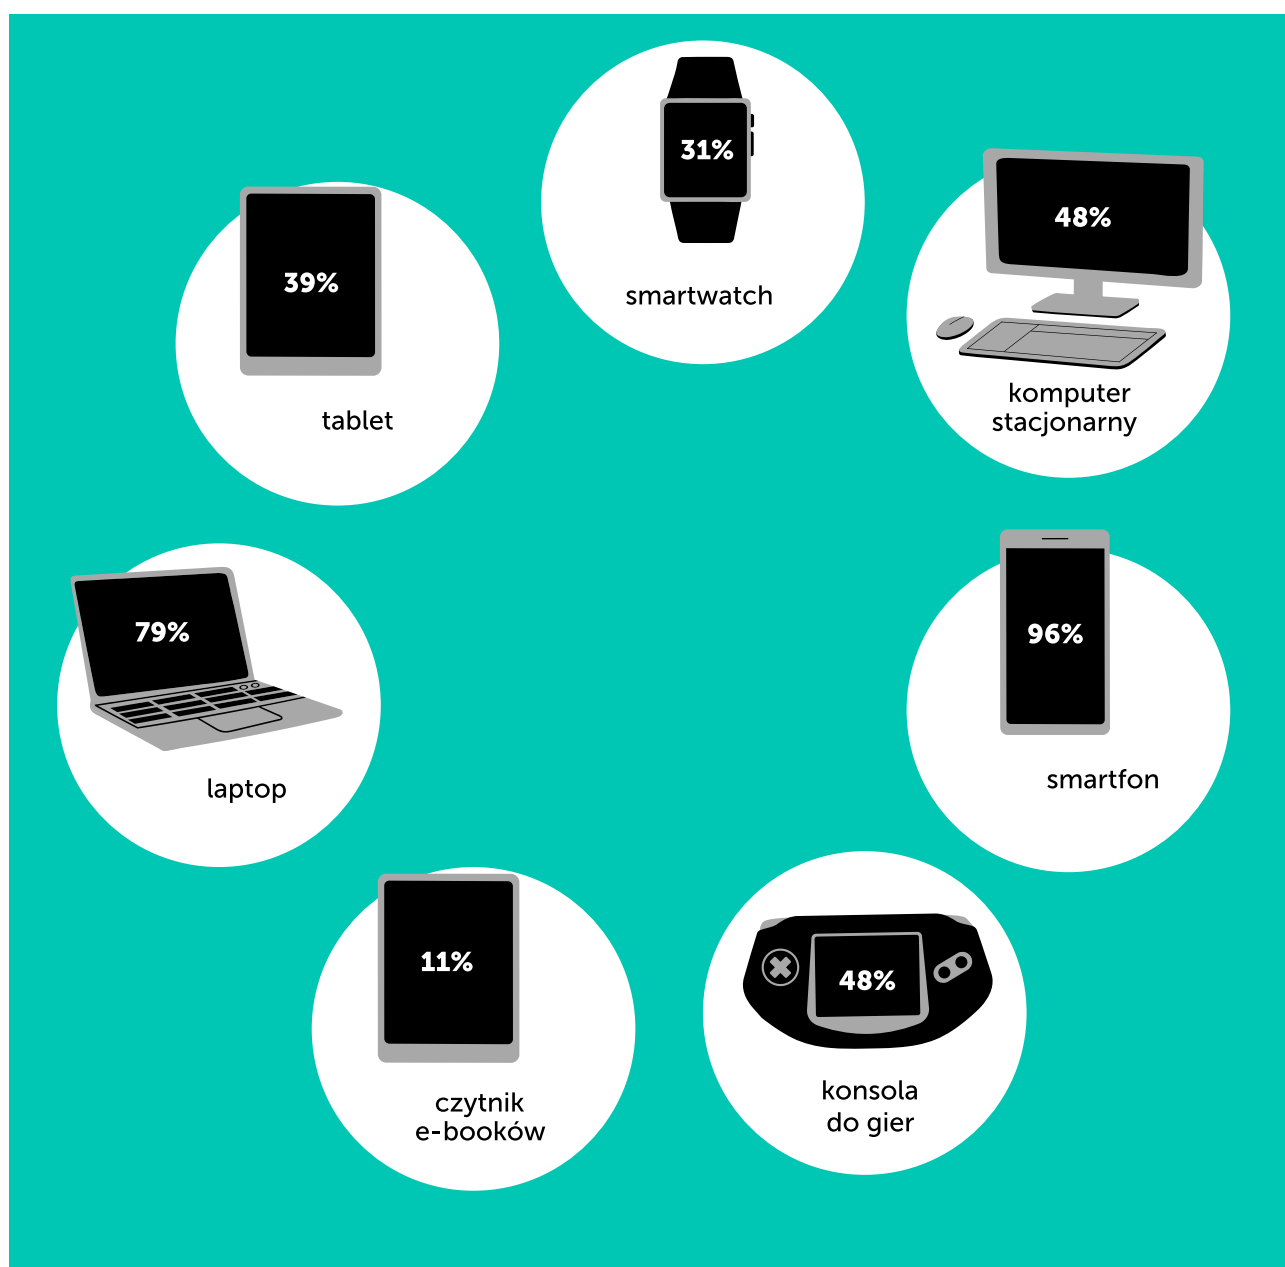 31%
smartwatch
48%
komputer
stacjonarny
39%
tablet
79%
laptop
96%
smartfon
11%
czytnik
e-booków
48%
konsola
do gier